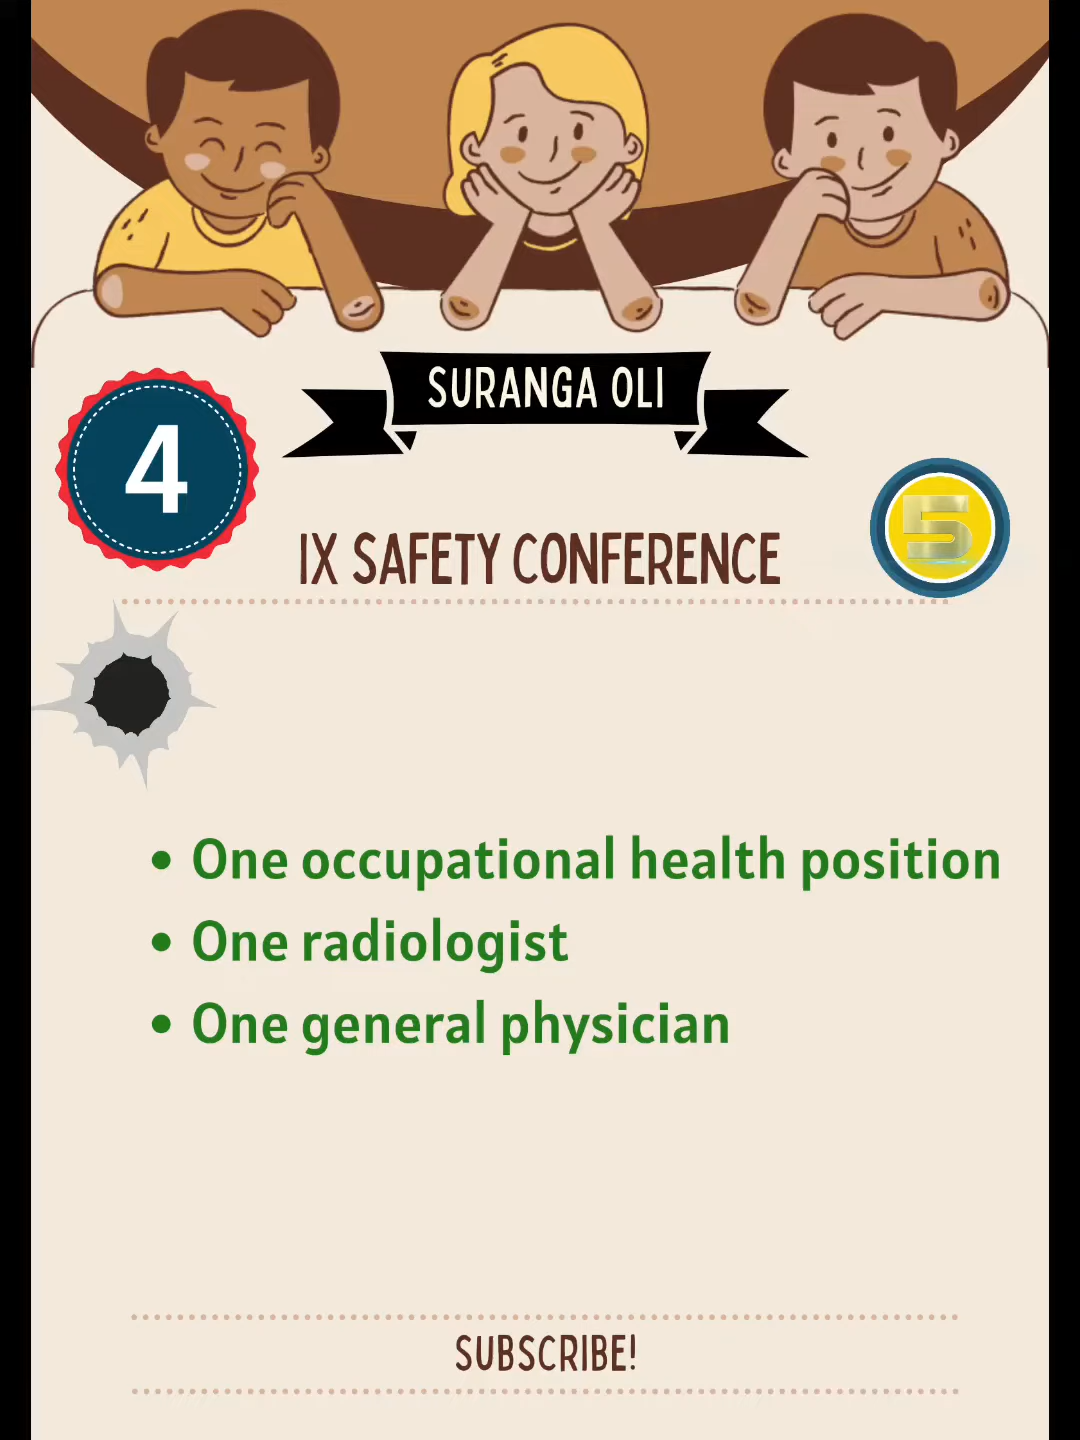 SURANGA OLI
4
5
IX SAFETY CONFERENCE
• One occupational health position
• One radiologist
• One general physician
SUBSCRIBE!